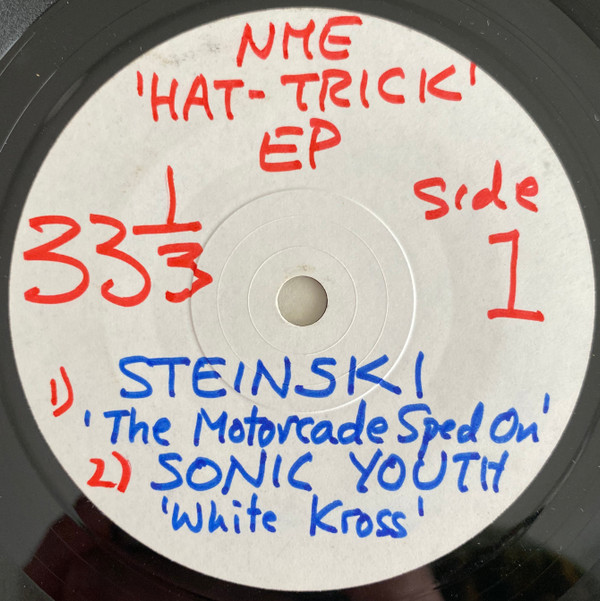 NME
'HAT-TRICK'
EP
33 1/3
Side
1
1) STEINSKI
'The Motorcade Sped On'
2) SONIC YOUTH
'White Kross'